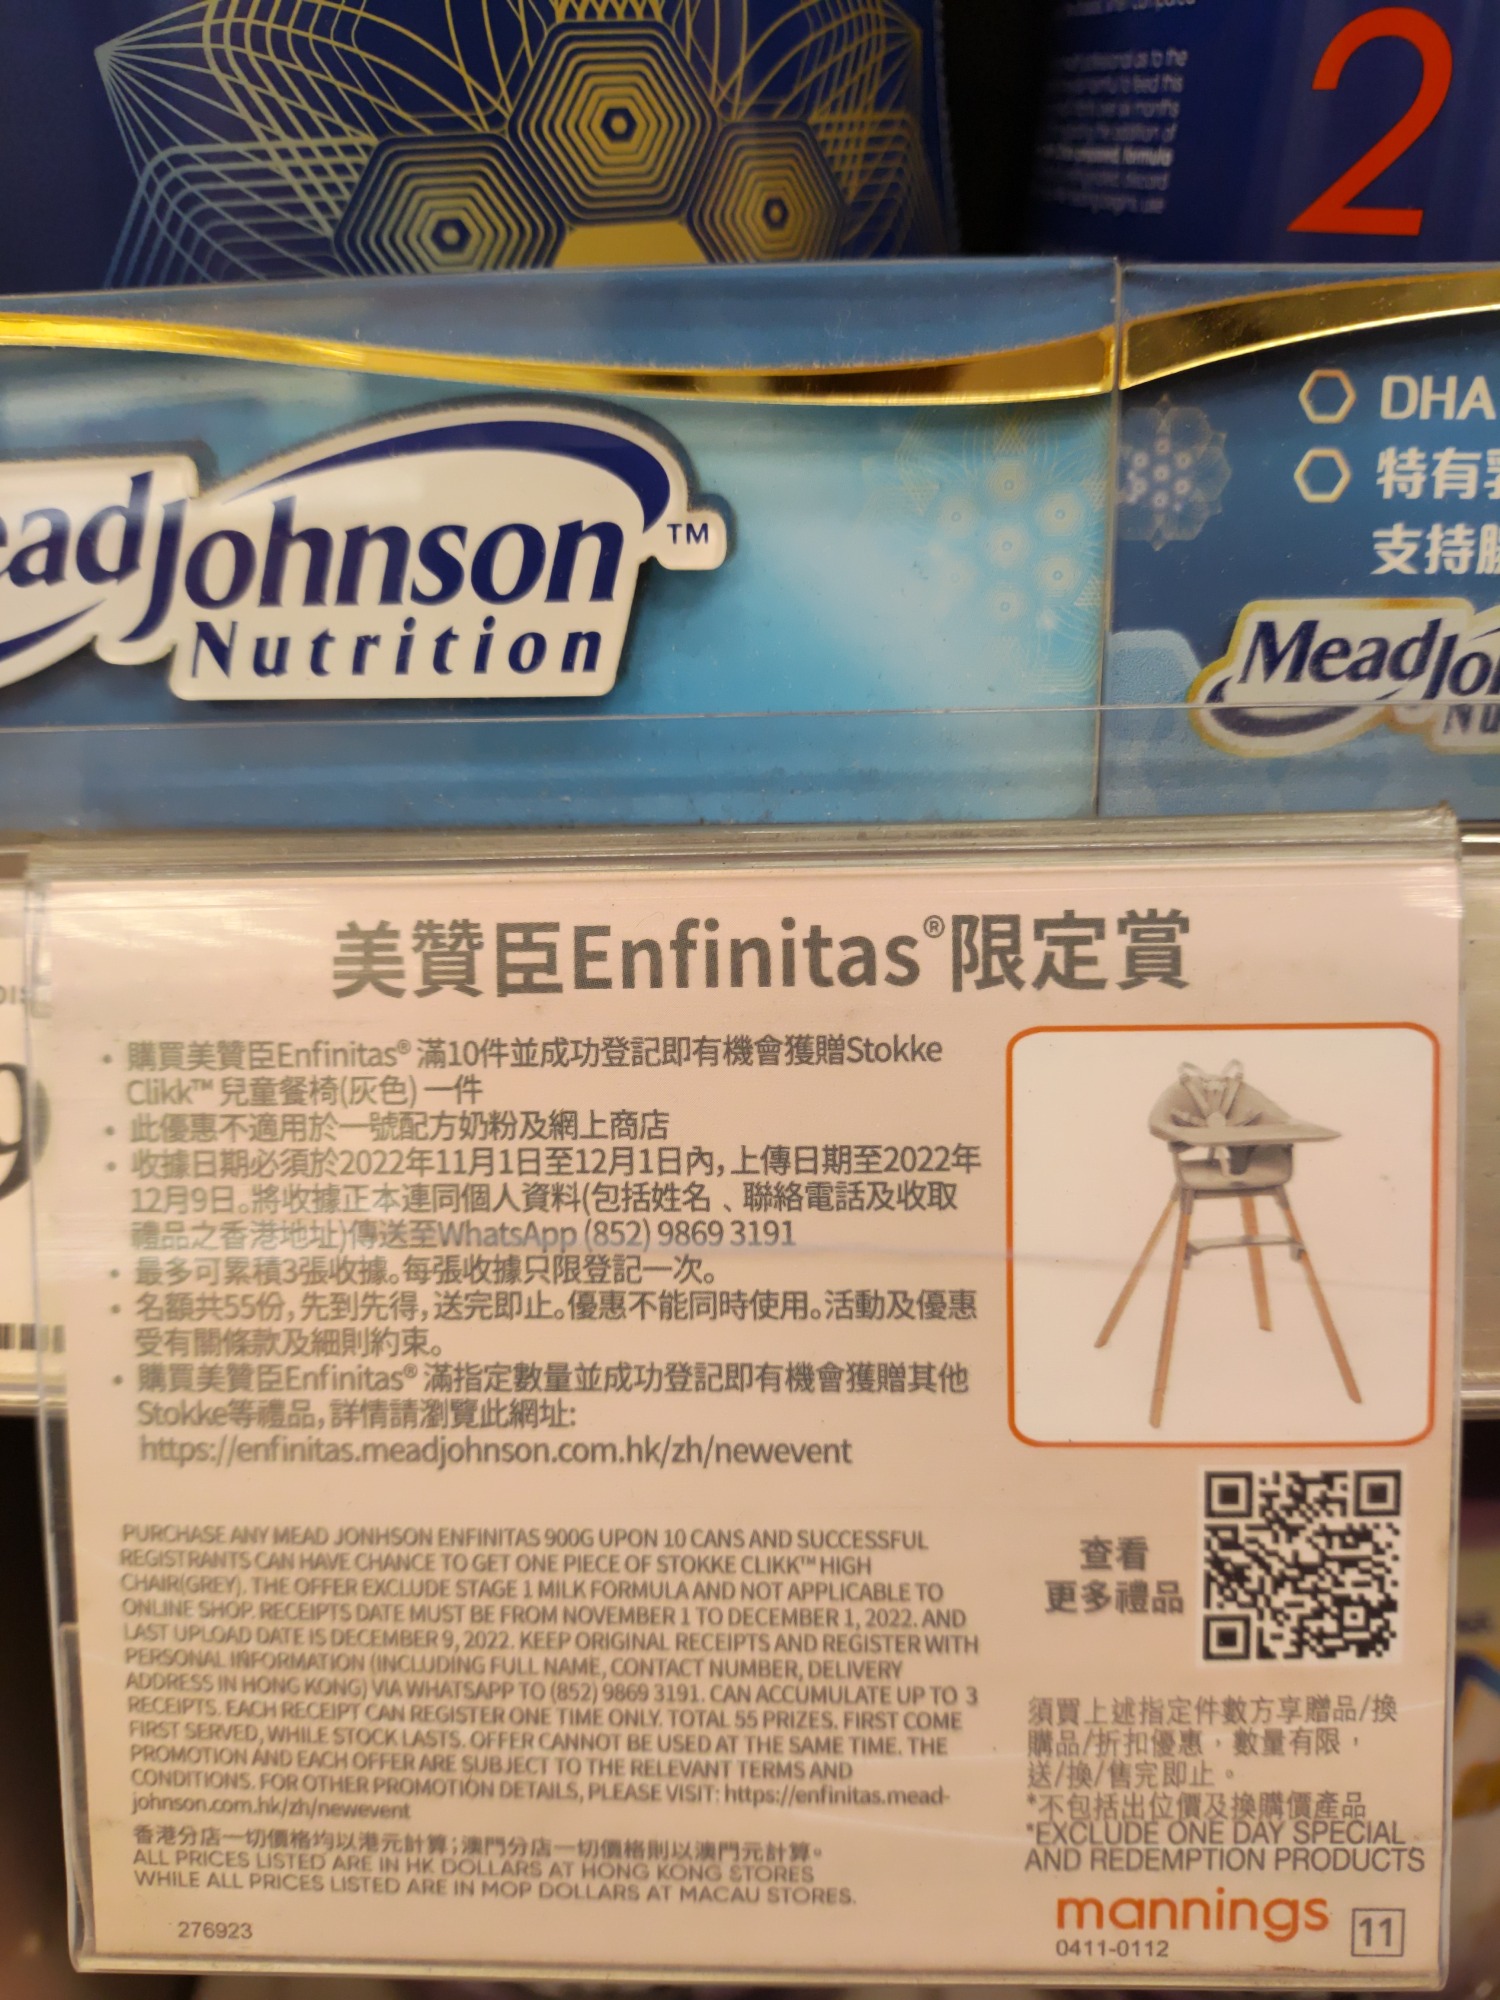 2
MeadJohnson™
Nutrition
DHA
特有
支持
Mead
美贊臣Enfinitas®限定賞
• 購買美贊臣Enfinitas® 滿10件並成功登記即有機會獲贈Stokke
Clikk™ 兒童餐椅(灰色) 一件
• 此優惠不適用於一號配方奶粉及網上商店
• 收據日期必須於2022年11月1日至12月1日內, 上傳日期至2022年
12月9日。將收據正本連同個人資料(包括姓名、聯絡電話及收取
禮品之香港地址)傳送至WhatsApp (852) 9869 3191
• 最多可累積3張收據。每張收據只限登記一次。
• 名額共55份, 先到先得, 送完即止。優惠不能同時使用。活動及優惠
受有關條款及細則約束。
• 購買美贊臣Enfinitas® 滿指定數量並成功登記即有機會獲贈其他
Stokke等禮品, 詳情請瀏覽此網址:
https://enfinitas.meadjohnson.com.hk/zh/newevent
PURCHASE ANY MEAD JONHSON ENFINITAS 900G UPON 10 CANS AND SUCCESSFUL
REGISTRANTS CAN HAVE CHANCE TO GET ONE PIECE OF STOKKE CLIKK™ HIGH
CHAIR(GREY). THE OFFER EXCLUDE STAGE 1 MILK FORMULA AND NOT APPLICABLE TO
ONLINE SHOP. RECEIPTS DATE MUST BE FROM NOVEMBER 1 TO DECEMBER 1, 2022. AND
LAST UPLOAD DATE IS DECEMBER 9, 2022. KEEP ORIGINAL RECEIPTS AND REGISTER WITH
PERSONAL INFORMATION (INCLUDING FULL NAME, CONTACT NUMBER, DELIVERY
ADDRESS IN HONG KONG) VIA WHATSAPP TO (852) 9869 3191. CAN ACCUMULATE UP TO 3
RECEIPTS. EACH RECEIPT CAN REGISTER ONE TIME ONLY. TOTAL 55 PRIZES. FIRST COME
FIRST SERVED, WHILE STOCK LASTS. OFFER CANNOT BE USED AT THE SAME TIME. THE
PROMOTION AND EACH OFFER ARE SUBJECT TO THE RELEVANT TERMS AND
CONDITIONS. FOR OTHER PROMOTION DETAILS, PLEASE VISIT: https://enfinitas.mead-
johnson.com.hk/zh/newevent
香港分店一切價格均以港元計算；澳門分店一切價格則以澳門元計算。
ALL PRICES LISTED ARE IN HK DOLLARS AT HONG KONG STORES
WHILE ALL PRICES LISTED ARE IN MOP DOLLARS AT MACAU STORES.
276923
查看
更多禮品
須買上述指定件數方享贈品/換
購品/折扣優惠，數量有限，
送/換/售完即止。
*不包括出位價及換購價產品
*EXCLUDE ONE DAY SPECIAL
AND REDEMPTION PRODUCTS
mannings
0411-0112
11